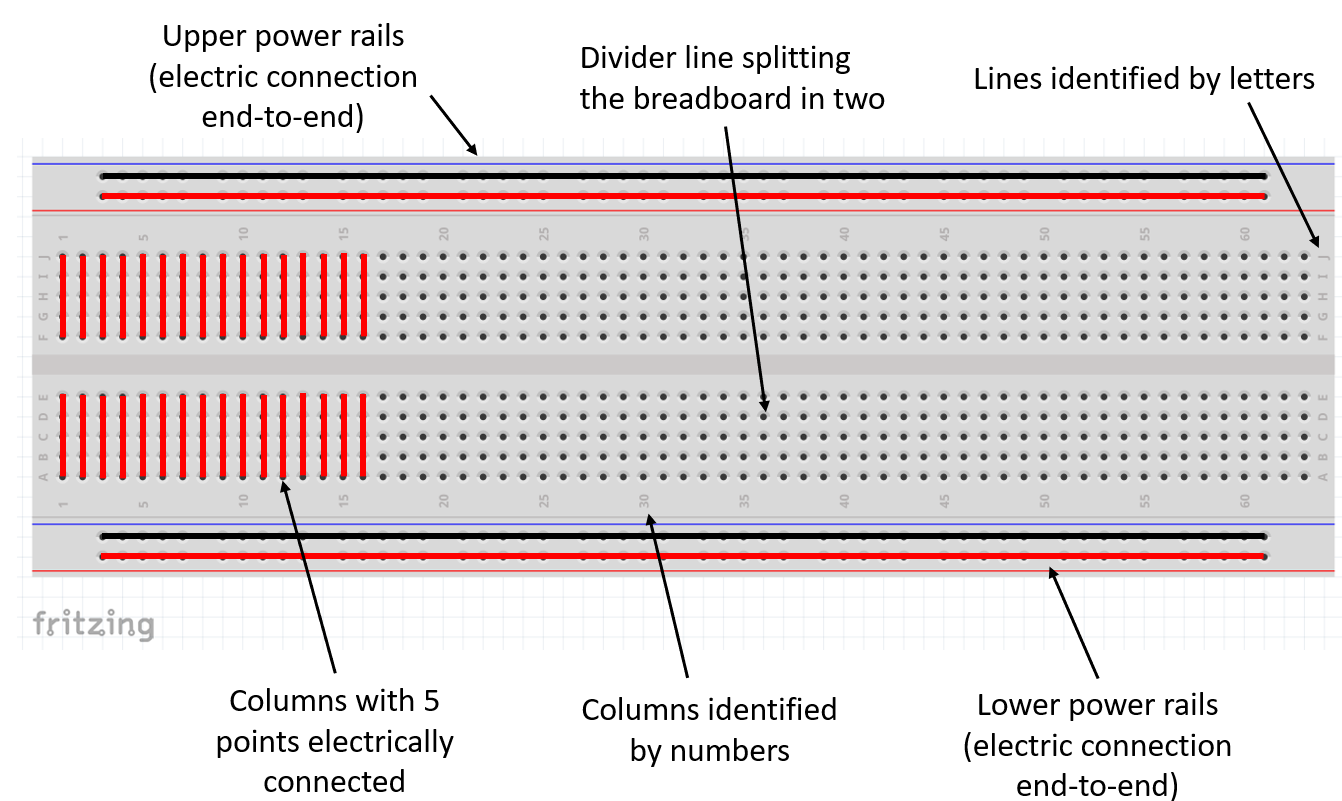 Upper power rails
(electric connection
end-to-end)
Divider line splitting
the breadboard in two
Lines identified by letters
1 5 10 15 20 25 30 35 40 45 50 55 60
J J
I I
H H
G G
F F
E E
D D
C C
B B
A A
1 5 10 15 20 25 30 35 40 45 50 55 60
fritzing
Columns with 5
points electrically
connected
Columns identified
by numbers
Lower power rails
(electric connection
end-to-end)